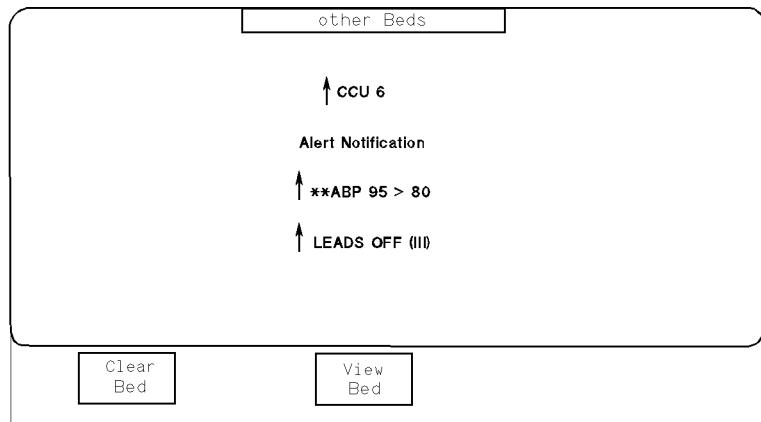 other Beds
↑ CCU 6
Alert Notification
↑ **ABP 95 > 80
↑ LEADS OFF (III)
Clear
Bed
View
Bed